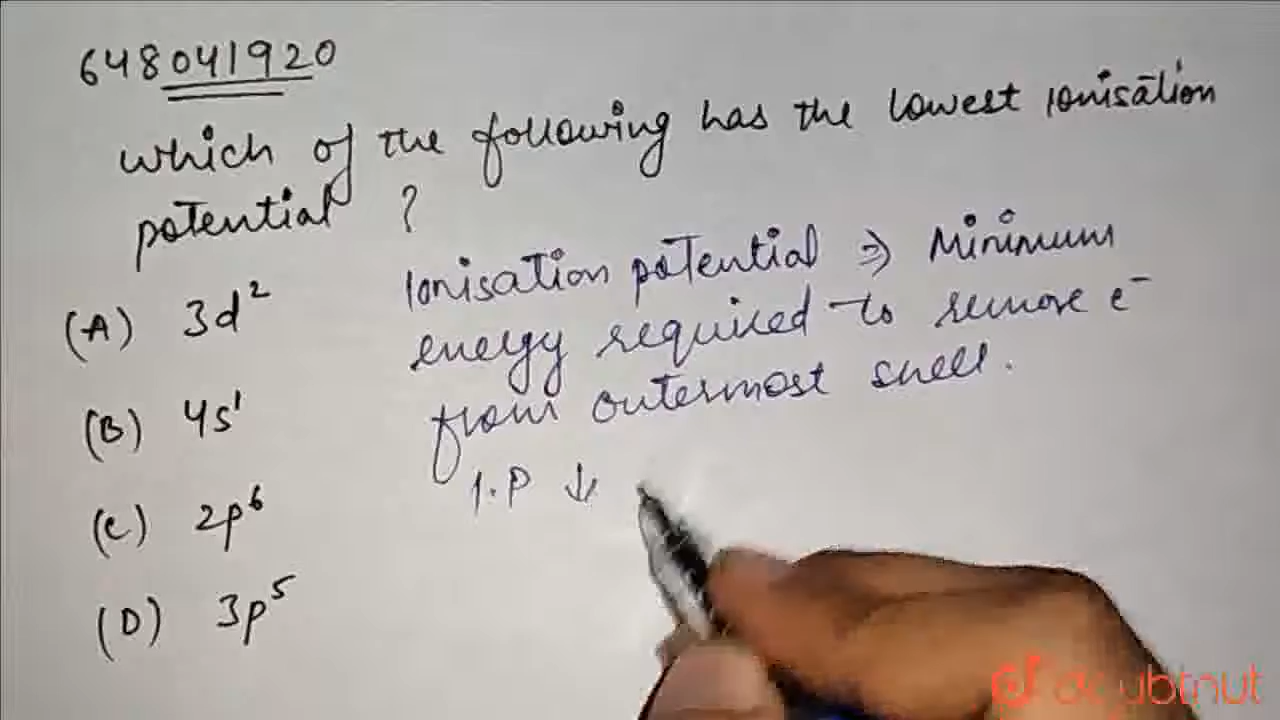 648041920
which of the following has the lowest Ionisation
potential ?
Ionisation potential ⇒ Minimum
energy required to remove e⁻
from outermost shell.
I.P ↓
(A) 3d²
(B) 4s¹
(C) 2p⁶
(D) 3p⁵
doubtnut